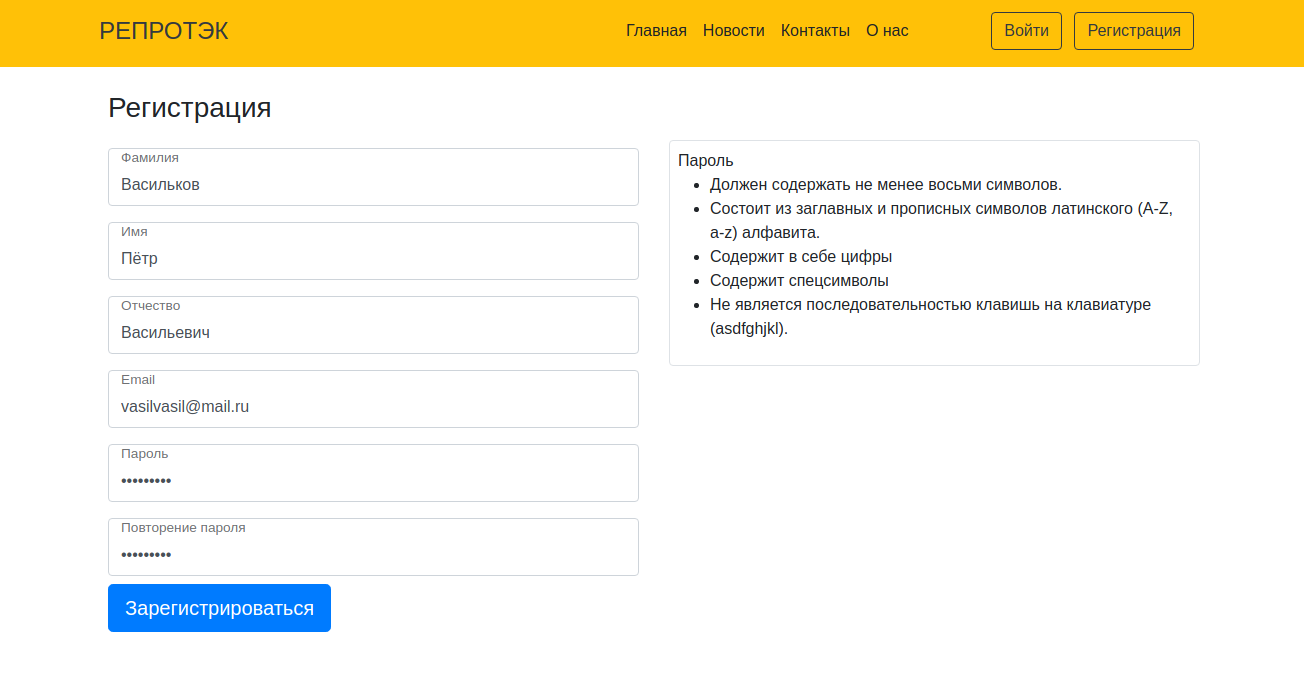 РЕПРОТЭК
Главная Новости Контакты О нас Войти Регистрация
Регистрация
Фамилия
Васильков
Имя
Пётр
Отчество
Васильевич
Email
vasilvasil@mail.ru
Пароль
•••••••••
Повторение пароля
•••••••••
Зарегистрироваться
Пароль
• Должен содержать не менее восьми символов.
• Состоит из заглавных и прописных символов латинского (A-Z,
a-z) алфавита.
• Содержит в себе цифры
• Содержит спецсимволы
• Не является последовательностью клавишь на клавиатуре
(asdfghjkl).